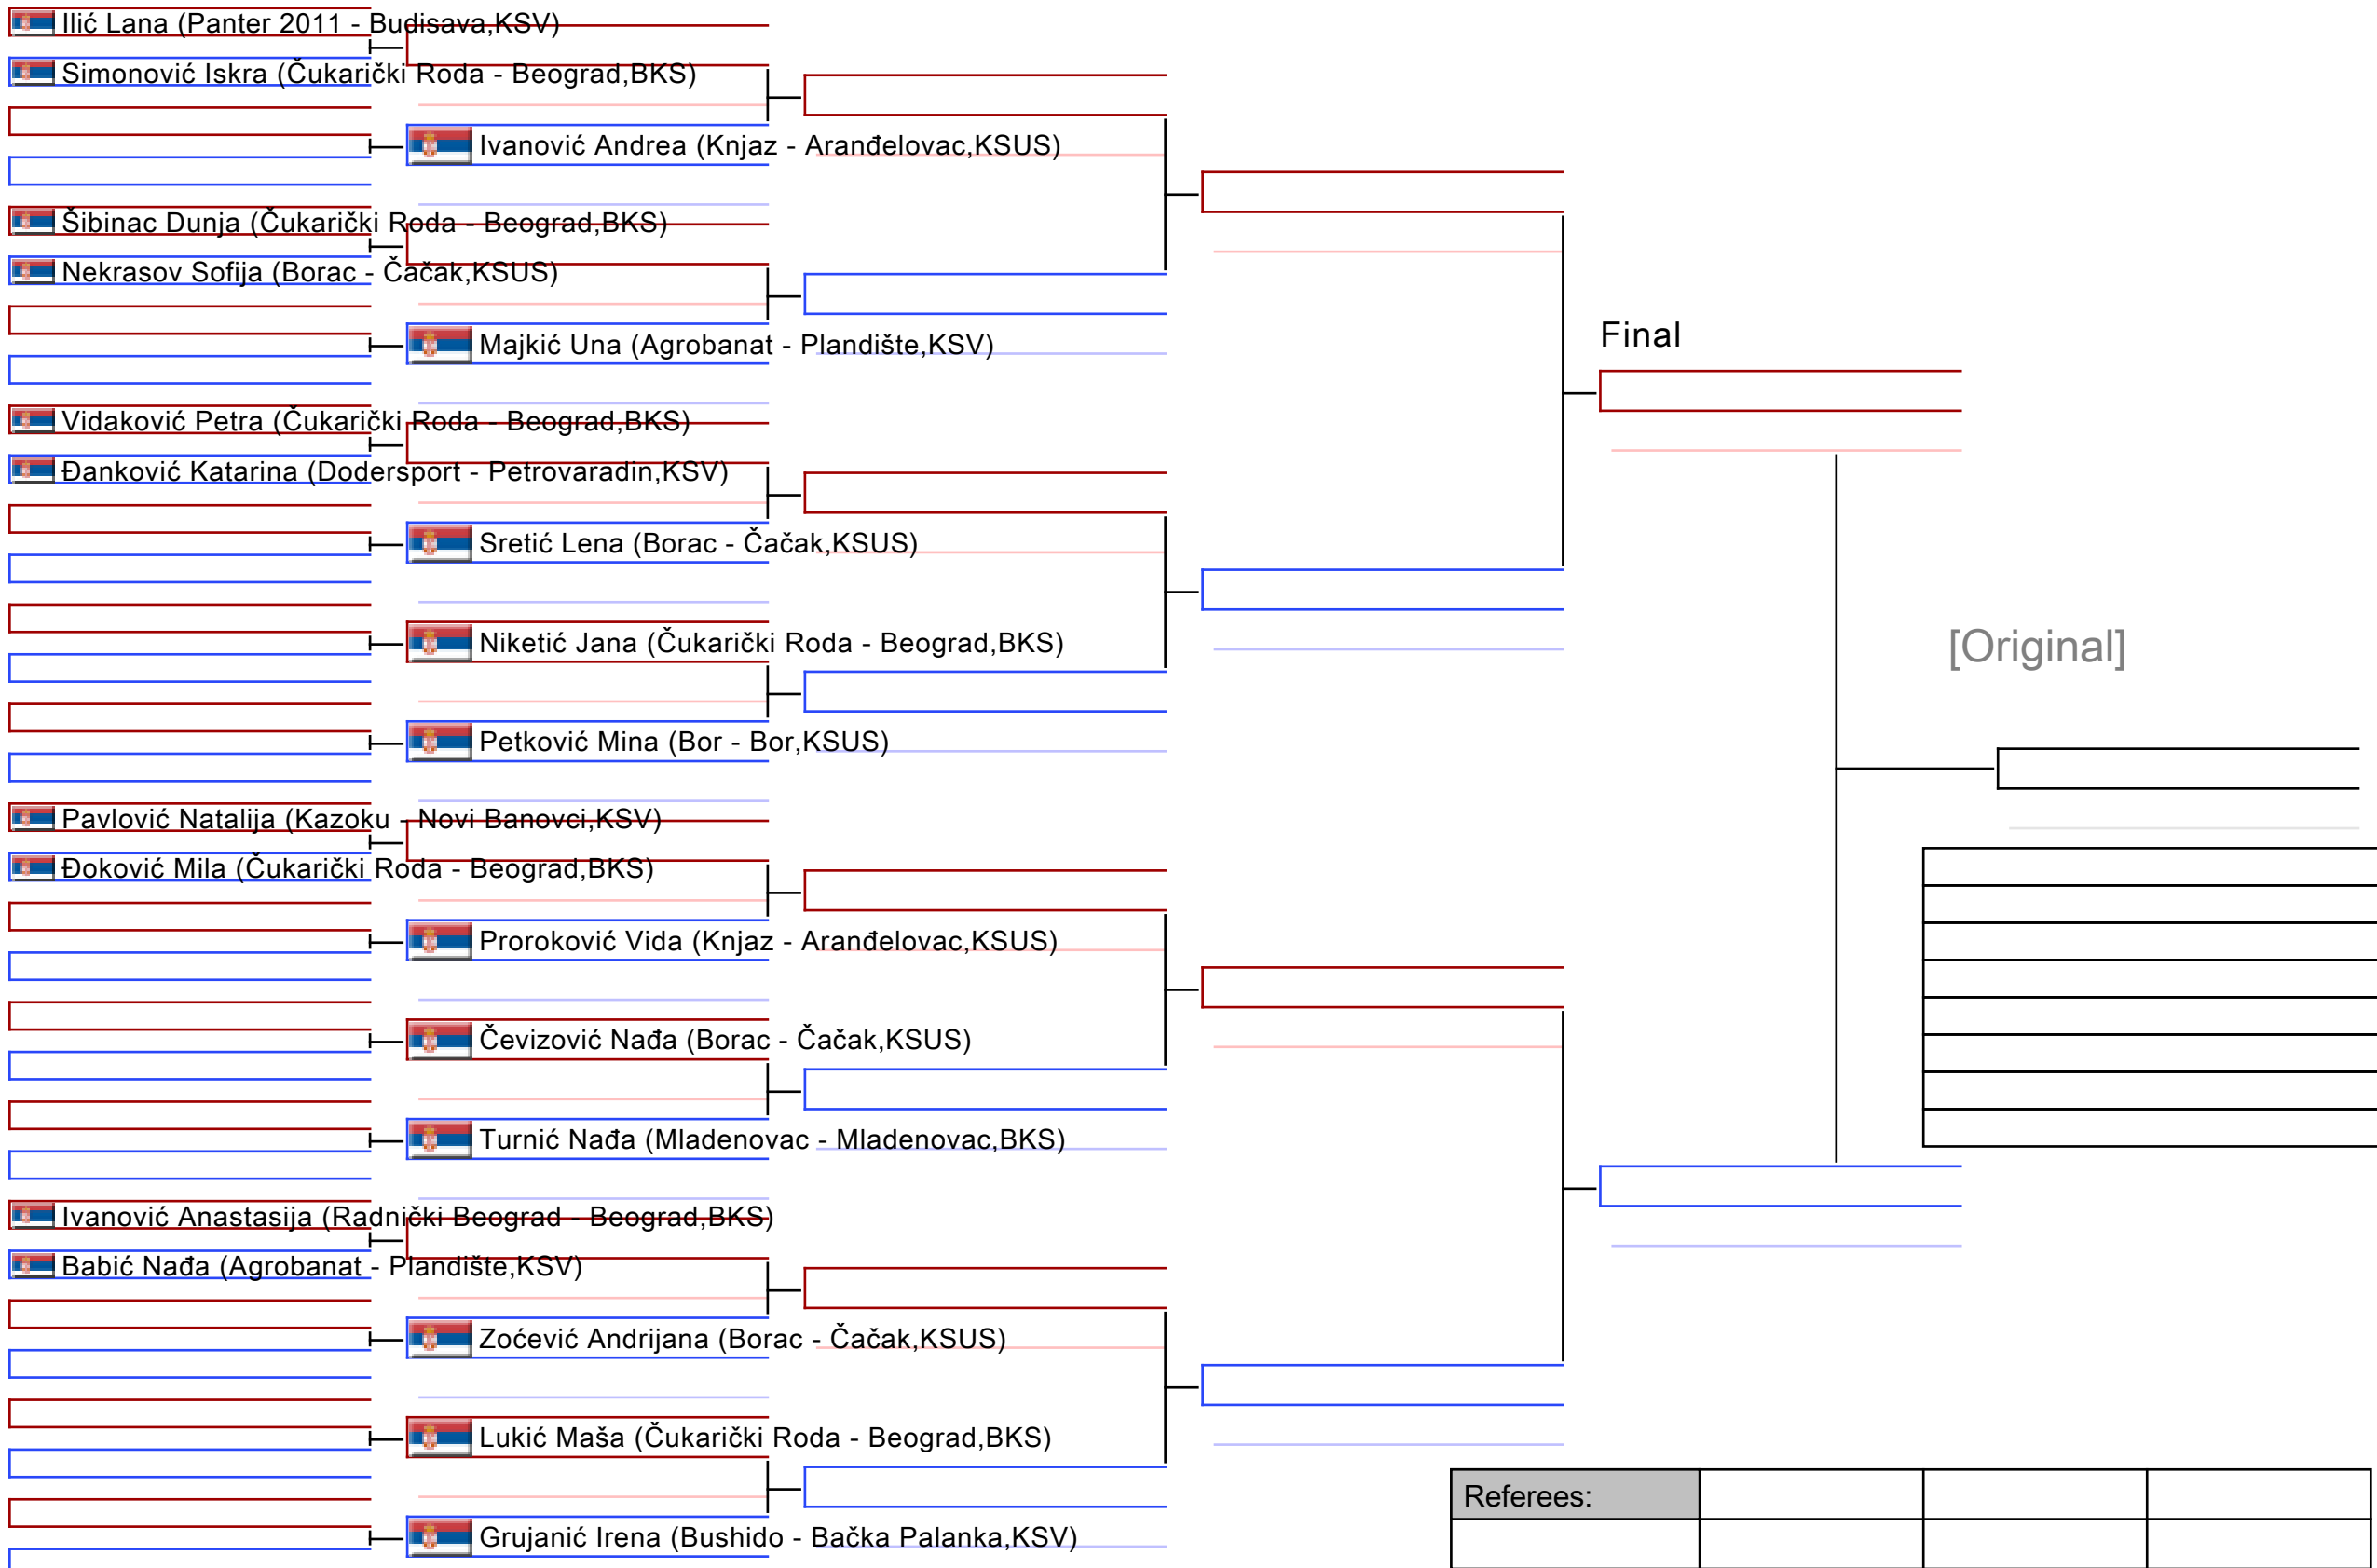 Ilić Lana (Panter 2011 - Budisava,KSV)
Simonović Iskra (Čukarički Roda - Beograd,BKS)
Ivanović Andrea (Knjaz - Aranđelovac,KSUS)
Šibinac Dunja (Čukarički Roda - Beograd,BKS)
Nekrasov Sofija (Borac - Čačak,KSUS)
Majkić Una (Agrobanat - Plandište,KSV)
Final
Vidaković Petra (Čukarički Roda - Beograd,BKS)
Đanković Katarina (Dodersport - Petrovaradin,KSV)
Sretić Lena (Borac - Čačak,KSUS)
Niketić Jana (Čukarički Roda - Beograd,BKS)
[Original]
Petković Mina (Bor - Bor,KSUS)
Pavlović Natalija (Kazoku - Novi Banovci,KSV)
Đoković Mila (Čukarički Roda - Beograd,BKS)
Proroković Vida (Knjaz - Aranđelovac,KSUS)
Čevizović Nađa (Borac - Čačak,KSUS)
Turnić Nađa (Mladenovac - Mladenovac,BKS)
Ivanović Anastasija (Radnički Beograd - Beograd,BKS)
Babić Nađa (Agrobanat - Plandište,KSV)
Zoćević Andrijana (Borac - Čačak,KSUS)
Lukić Maša (Čukarički Roda - Beograd,BKS)
Referees:
Grujanić Irena (Bushido - Bačka Palanka,KSV)